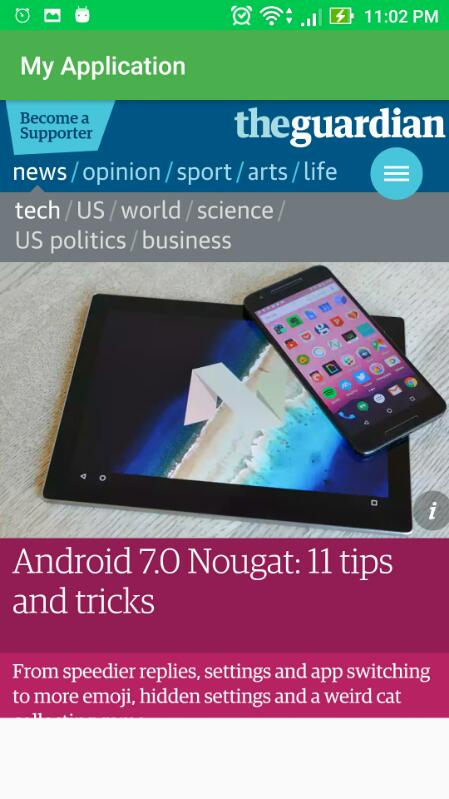 11:02 PM
My Application
Become a
Supporter
theguardian
news / opinion / sport / arts / life
tech / US / world / science /
US politics / business
i
Android 7.0 Nougat: 11 tips
and tricks
From speedier replies, settings and app switching
to more emoji, hidden settings and a weird cat